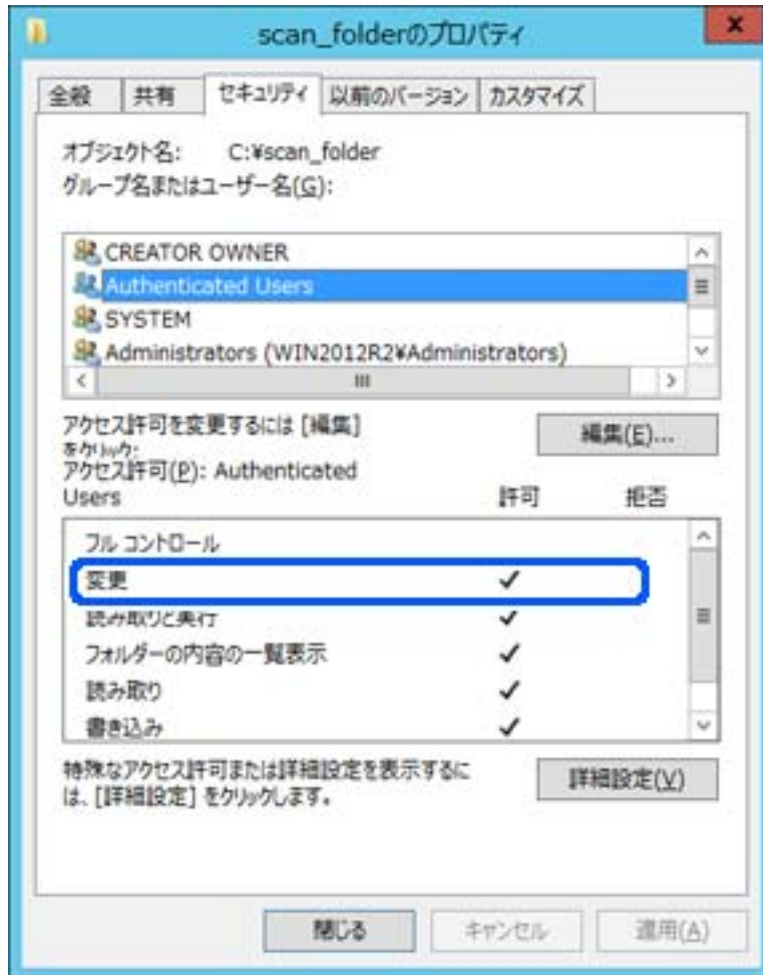 scan_folderのプロパティ
全般 共有 セキュリティ 以前のバージョン カスタマイズ
オブジェクト名: C:¥scan_folder
グループ名またはユーザー名(G):
CREATOR OWNER
Authenticated Users
SYSTEM
Administrators (WIN2012R2¥Administrators)
アクセス許可を変更するには [編集]
をクリック:
編集(E)...
アクセス許可(P): Authenticated
Users 許可 拒否
フル コントロール
変更
読み取りと実行
フォルダーの内容の一覧表示
読み取り
書き込み
特殊なアクセス許可または詳細設定を表示するに
は、[詳細設定] をクリックします。
詳細設定(V)
閉じる キャンセル 適用(A)